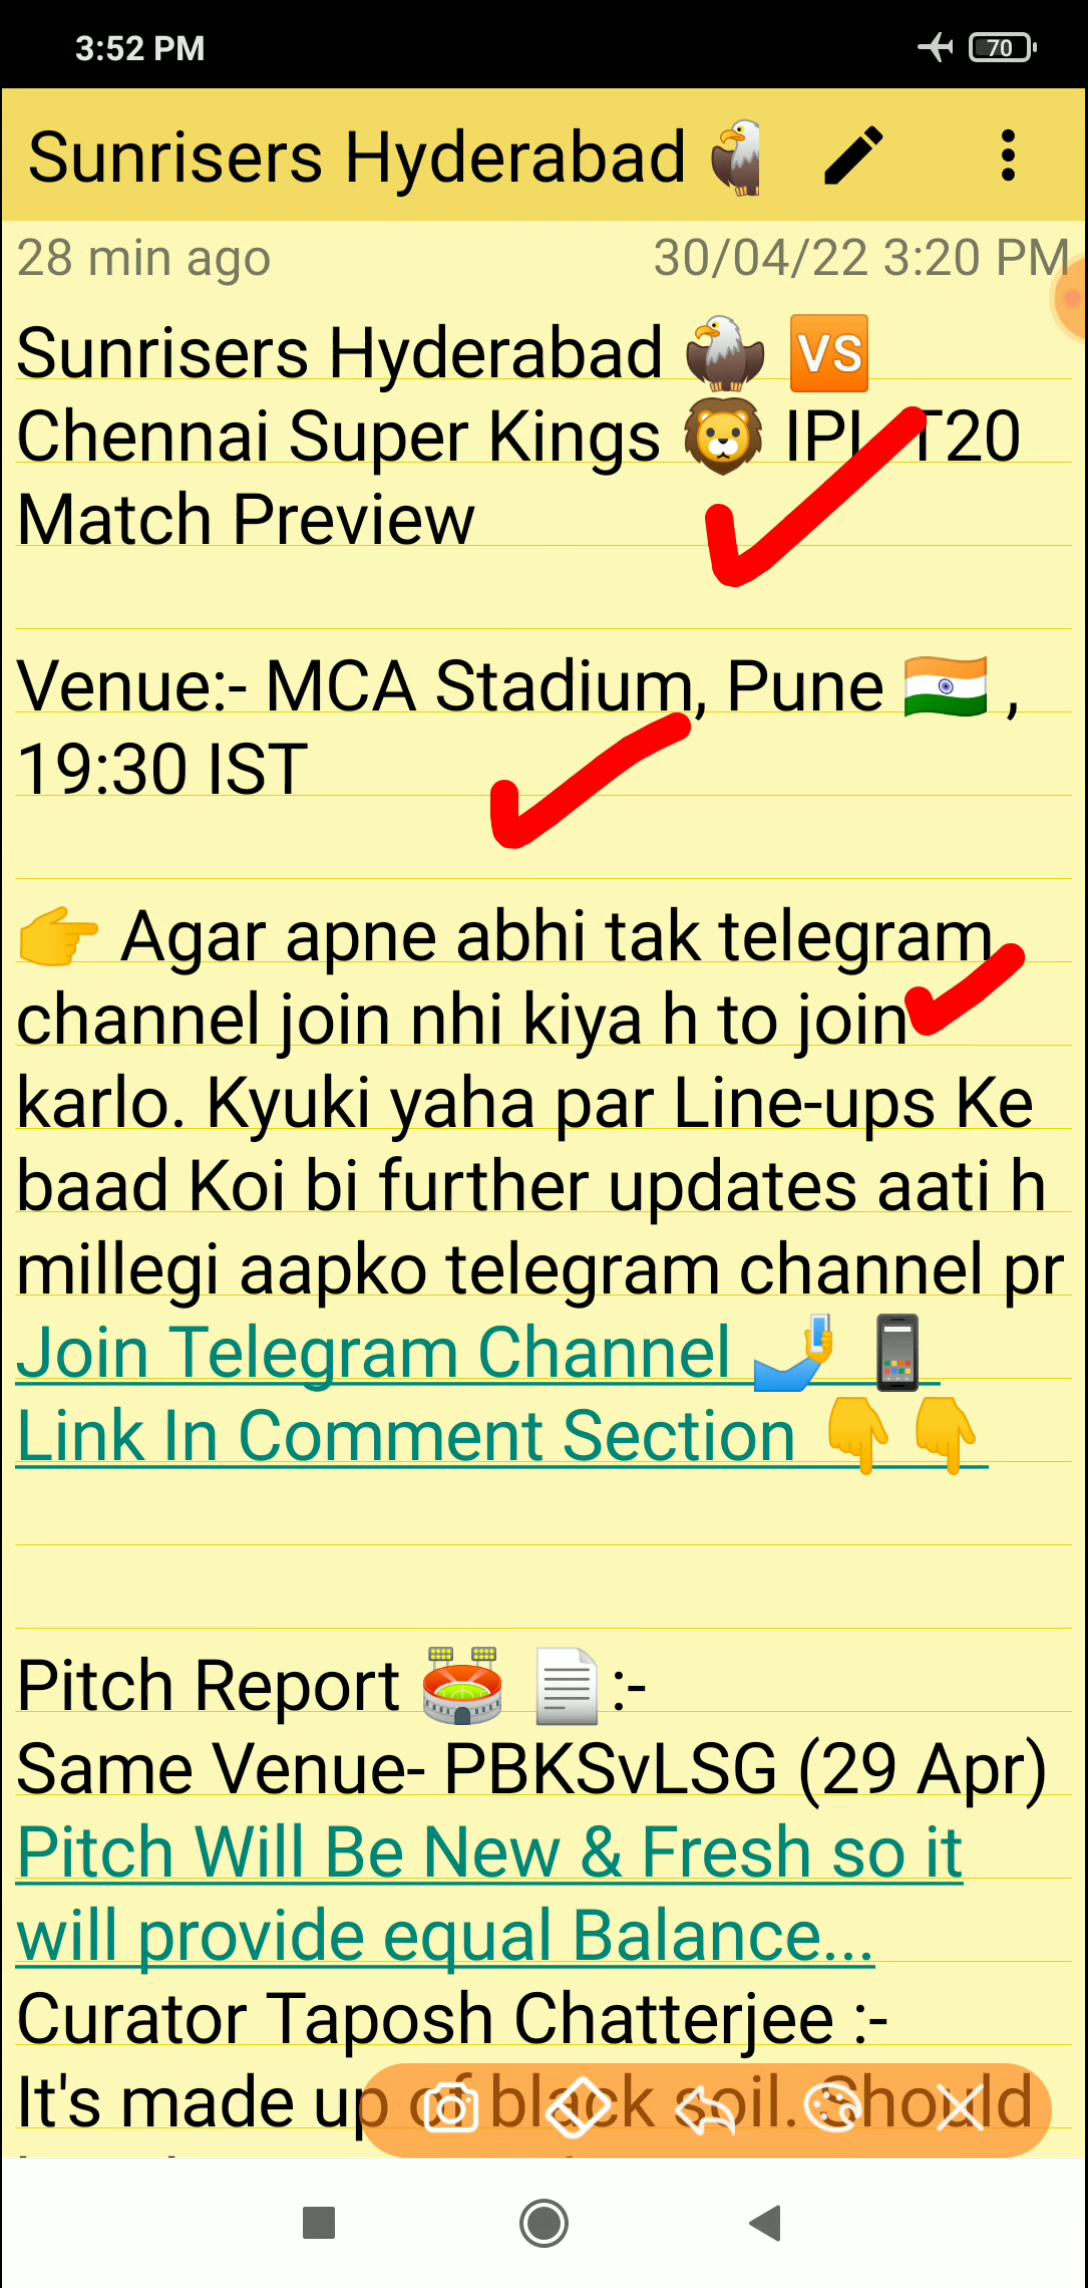 3:52 PM
70
Sunrisers Hyderabad
28 min ago
30/04/22 3:20 PM
Sunrisers Hyderabad 🦅 🆚
Chennai Super Kings 🦁 IPL T20
Match Preview
Venue:- MCA Stadium, Pune 🇮🇳 ,
19:30 IST
👉 Agar apne abhi tak telegram
channel join nhi kiya h to join
karlo. Kyuki yaha par Line-ups Ke
baad Koi bi further updates aati h
millegi aapko telegram channel pr
Join Telegram Channel 🤳 📱
Link In Comment Section 👇👇
Pitch Report 🏟 📄:-
Same Venue- PBKSvLSG (29 Apr)
Pitch Will Be New & Fresh so it
will provide equal Balance...
Curator Taposh Chatterjee :-
It's made up of black soil. Should